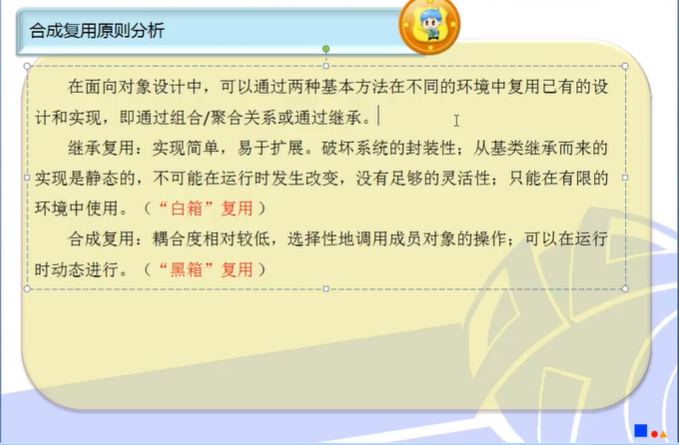 合成复用原则分析
在面向对象设计中，可以通过两种基本方法在不同的环境中复用已有的设
计和实现，即通过组合/聚合关系或通过继承。
继承复用：实现简单，易于扩展。破坏系统的封装性；从基类继承而来的
实现是静态的，不可能在运行时发生改变，没有足够的灵活性；只能在有限的
环境中使用。（“白箱”复用）
合成复用：耦合度相对较低，选择性地调用成员对象的操作；可以在运行
时动态进行。（“黑箱”复用）